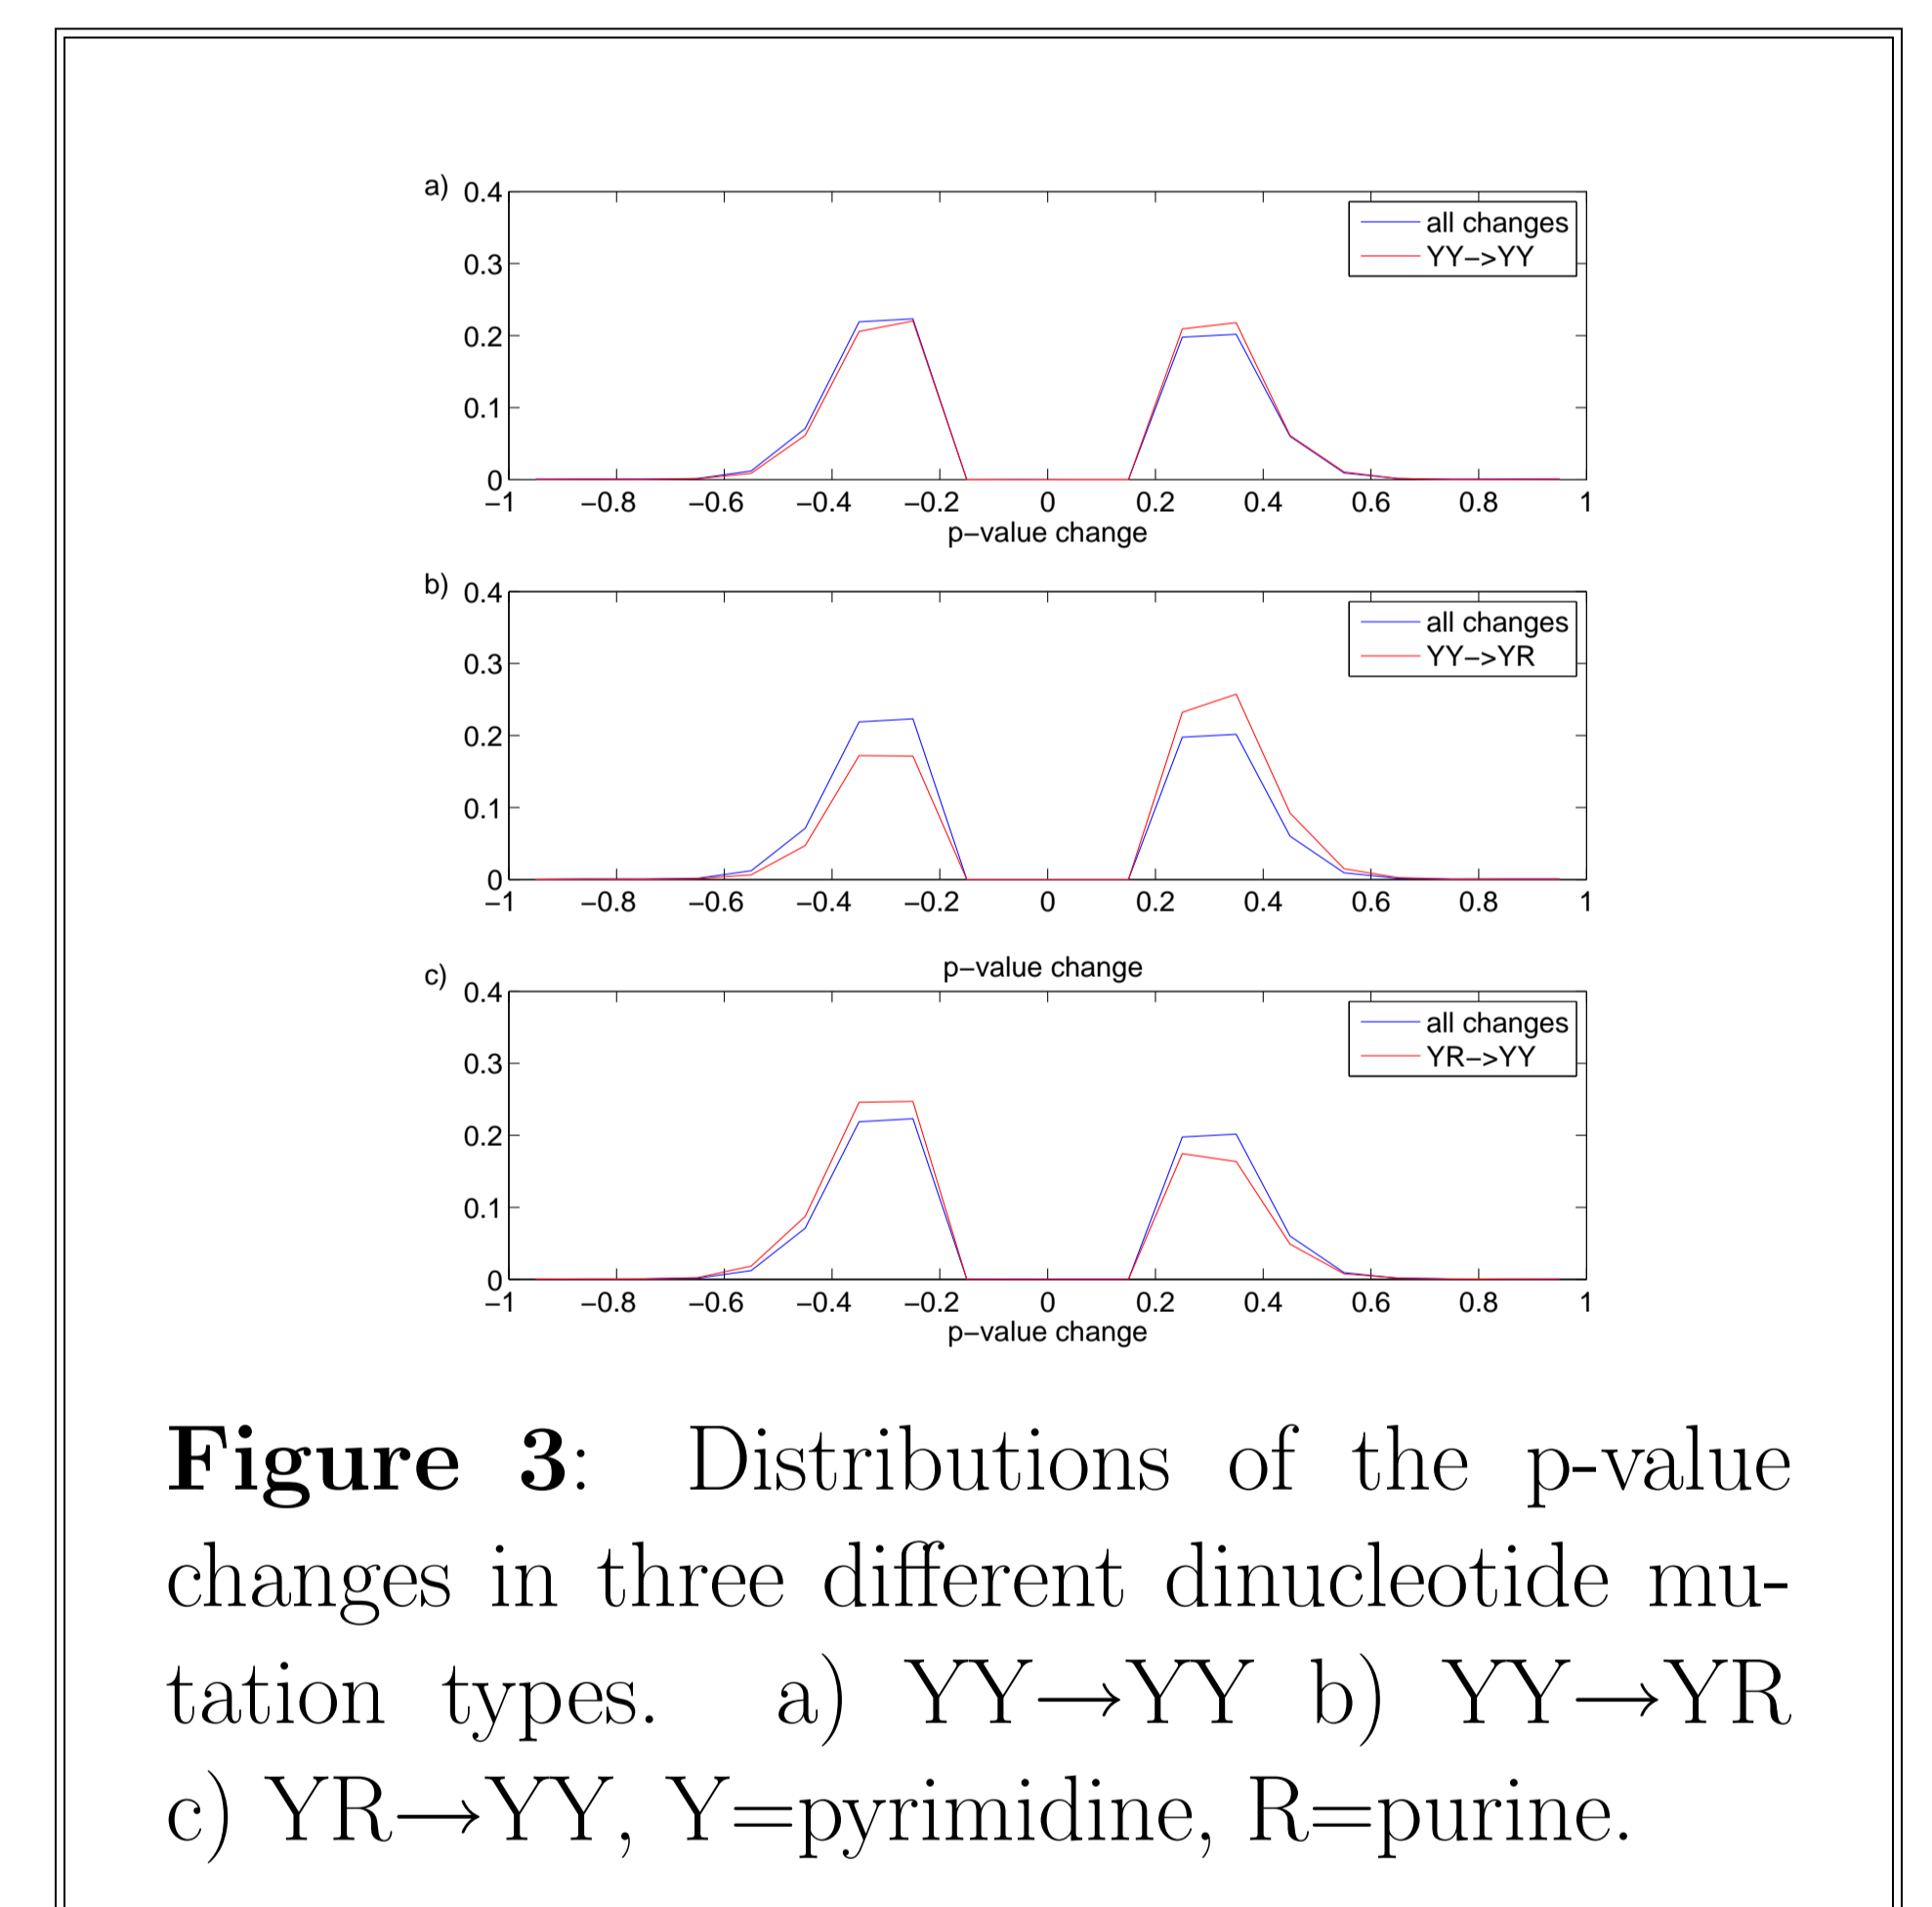 a)
0.4
0.3
0.2
0.1
0
all changes
YY–>YY
–1 –0.8 –0.6 –0.4 –0.2 0 0.2 0.4 0.6 0.8 1
p–value change
b)
0.4
0.3
0.2
0.1
0
all changes
YY–>YR
–1 –0.8 –0.6 –0.4 –0.2 0 0.2 0.4 0.6 0.8 1
p–value change
c)
0.4
0.3
0.2
0.1
0
all changes
YR–>YY
–1 –0.8 –0.6 –0.4 –0.2 0 0.2 0.4 0.6 0.8 1
p–value change
Figure 3: Distributions of the p-value
changes in three different dinucleotide mu-
tation types. a) YY→YY b) YY→YR
c) YR→YY, Y=pyrimidine, R=purine.